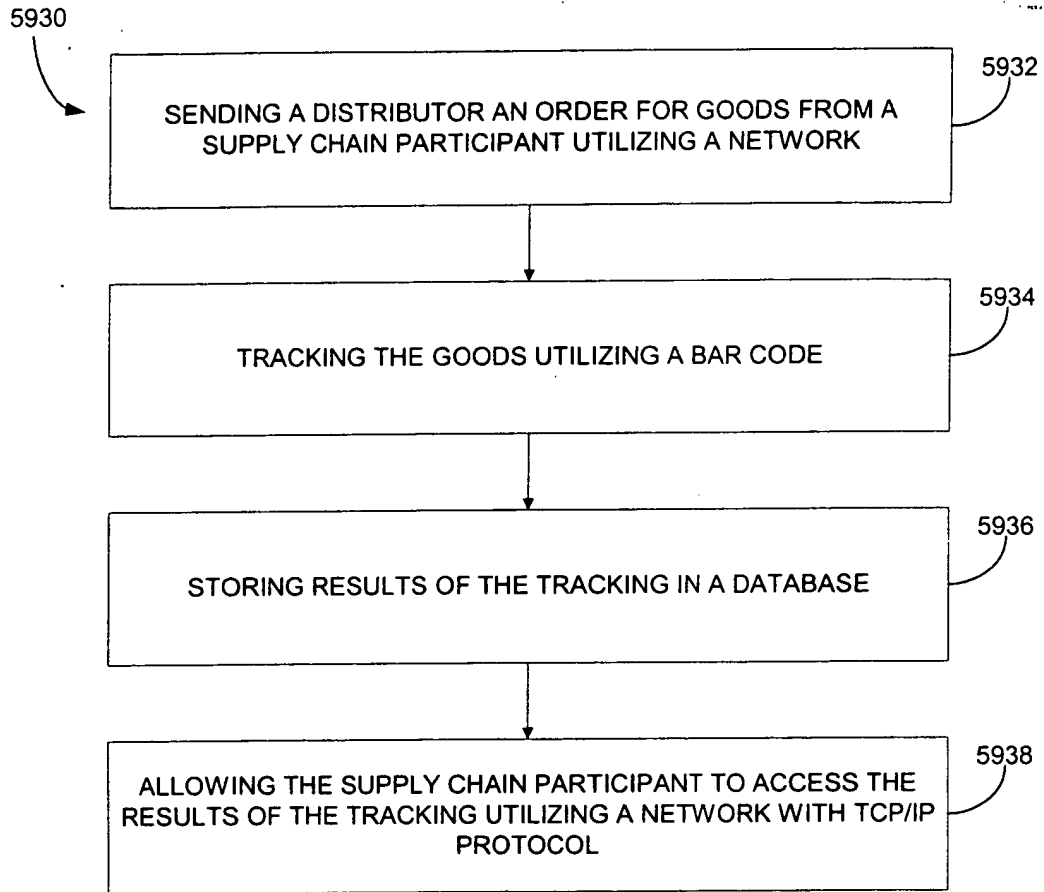 5930
5932
SENDING A DISTRIBUTOR AN ORDER FOR GOODS FROM A
SUPPLY CHAIN PARTICIPANT UTILIZING A NETWORK
5934
TRACKING THE GOODS UTILIZING A BAR CODE
5936
STORING RESULTS OF THE TRACKING IN A DATABASE
5938
ALLOWING THE SUPPLY CHAIN PARTICIPANT TO ACCESS THE
RESULTS OF THE TRACKING UTILIZING A NETWORK WITH TCP/IP
PROTOCOL